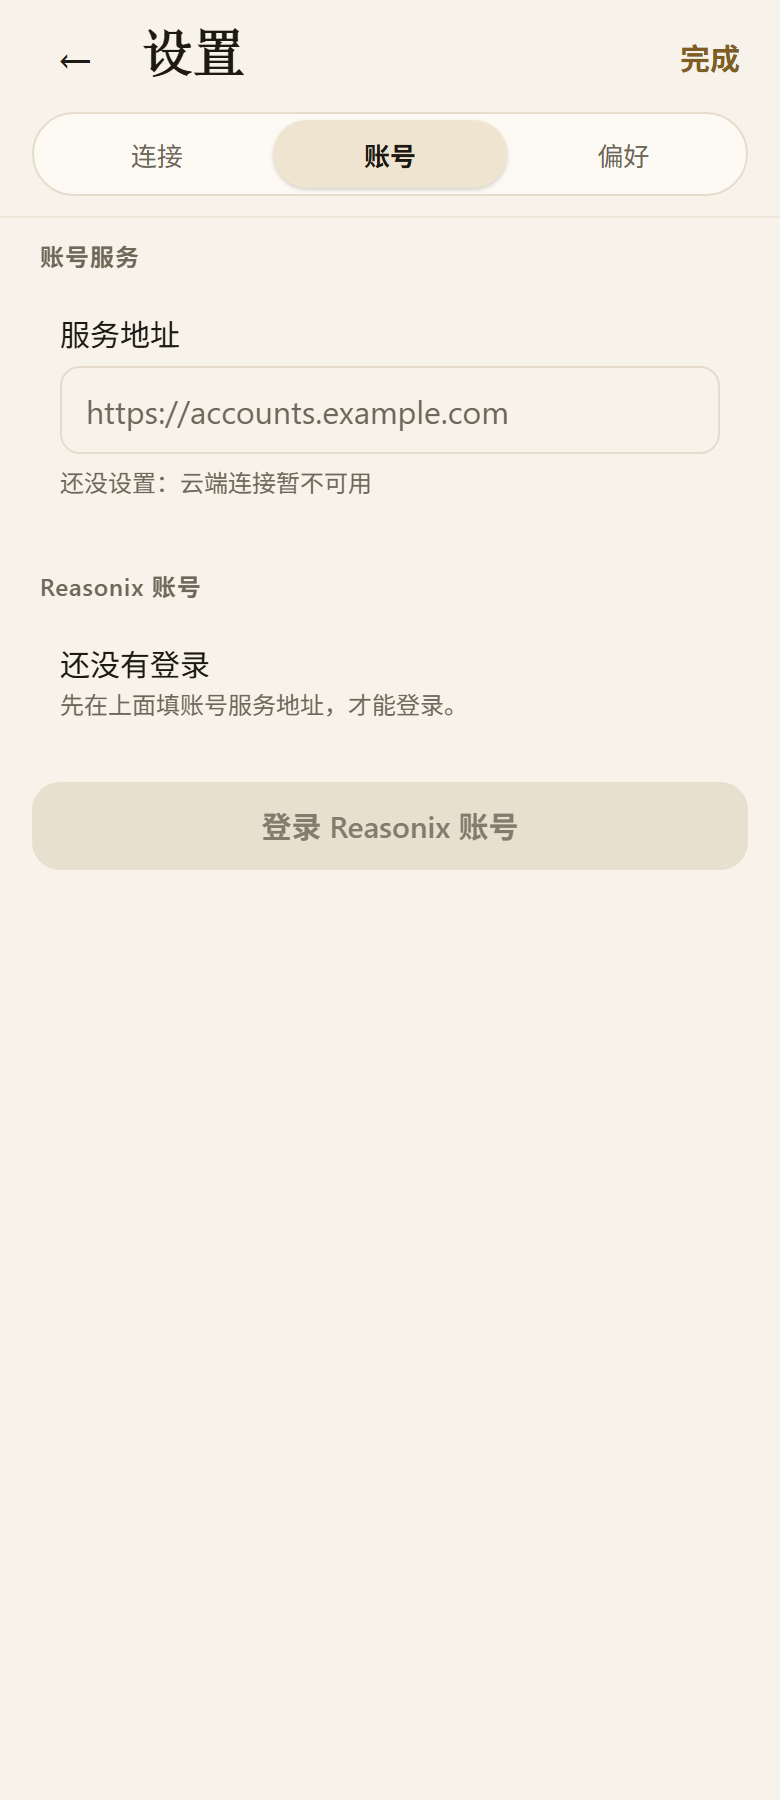 ← 设置 完成
连接 账号 偏好
账号服务
服务地址
https://accounts.example.com
还没设置：云端连接暂不可用
Reasonix 账号
还没有登录
先在上面填账号服务地址，才能登录。
登录 Reasonix 账号